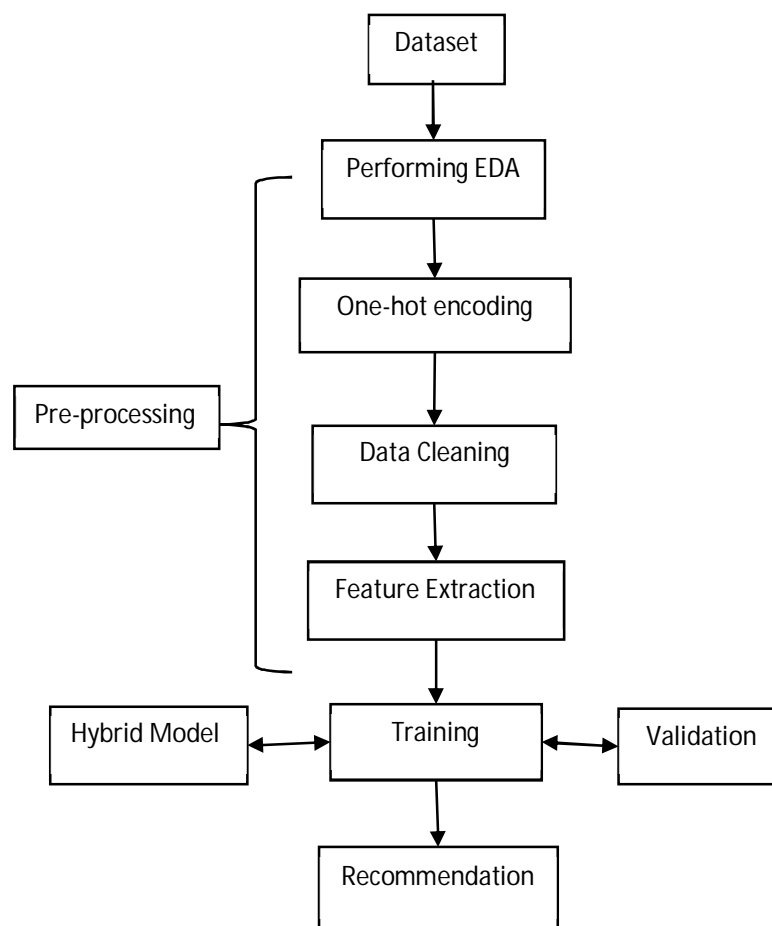 Dataset
Performing EDA
One-hot encoding
Pre-processing
Data Cleaning
Feature Extraction
Hybrid Model
Training
Validation
Recommendation